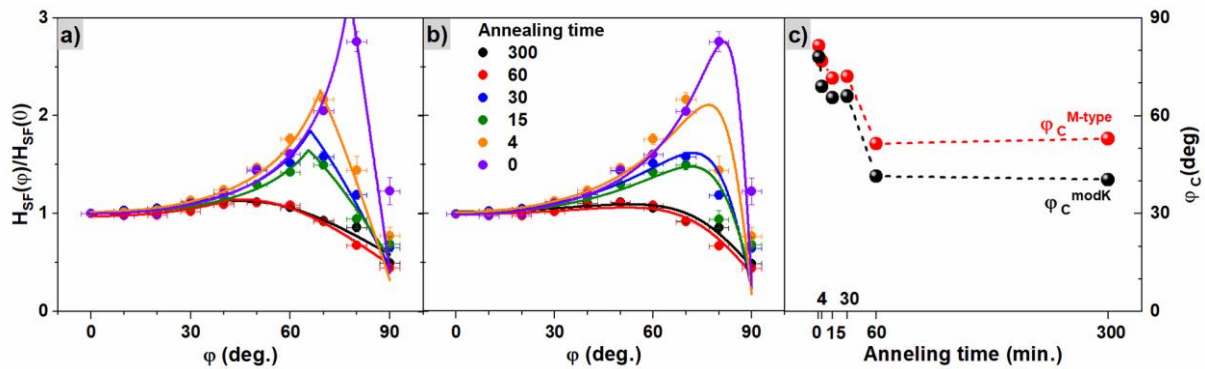 a)
H_SF(φ)/H_SF(0)
3
2
1
0
0 30 60 90
φ (deg.)
b)
Annealing time
300
60
30
15
4
0
0 30 60 90
φ (deg.)
c)
φ_C^M-type
φ_C^modK
4 30
0 15 60 300
Anneling time (min.)
90
60
30
0
φ_C(deg)